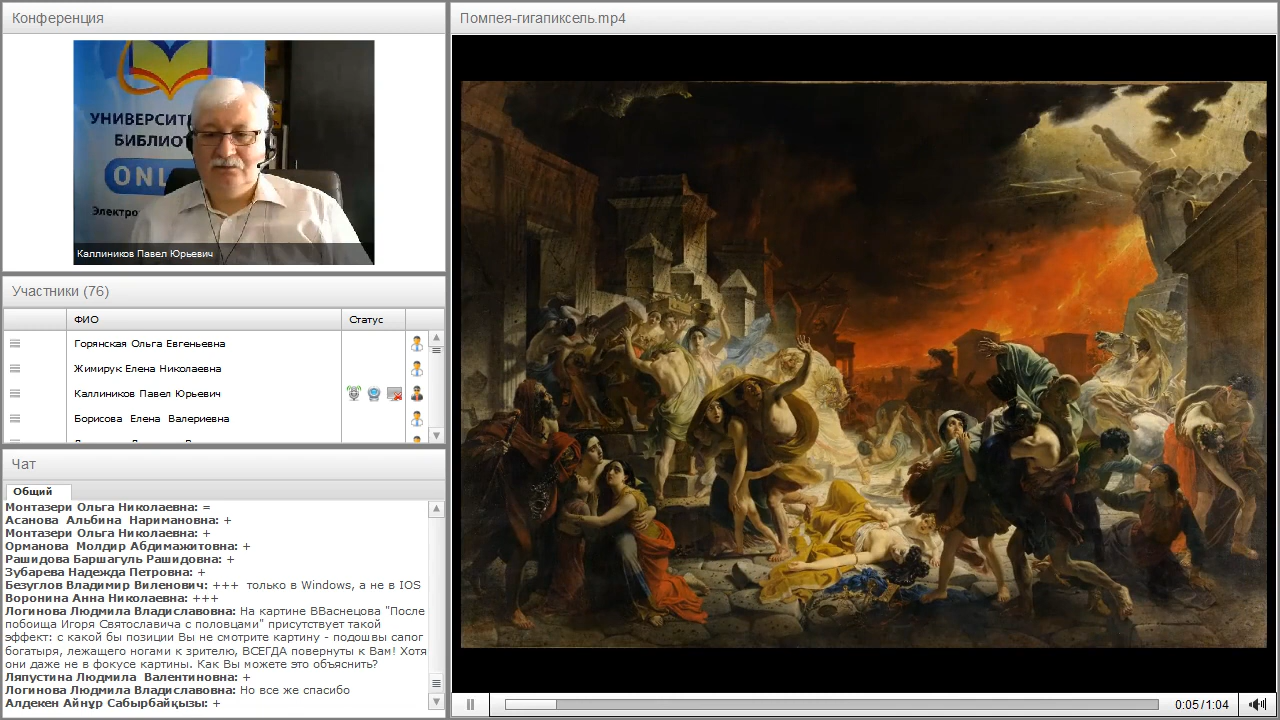 Конференция
УНИВЕРСИТ
БИБЛИО
ONL
Электро
Каллиников Павел Юрьевич
Участники (76)
ФИО
Статус
Горянская Ольга Евгеньевна
Жимирук Елена Николаевна
Каллиников Павел Юрьевич
Борисова Елена Валериевна
Чат
Общий
Монтазери Ольга Николаевна: =
Асанова Альбина Наримановна: +
Монтазери Ольга Николаевна: +
Орманова Молдир Абдимажитовна: +
Рашидова Баршагуль Рашидовна: +
Зубарева Надежда Петровна: +
Безуглов Владимир Виленович: +++ только в Windows, а не в IOS
Воронина Анна Николаевна: +++
Логинова Людмила Владиславовна: На картине ВВаснецова "После
побоища Игоря Святославича с половцами" присутствует такой
эффект: с какой бы позиции Вы не смотрите картину - подошвы сапог
богатыря, лежащего ногами к зрителю, ВСЕГДА повернуты к Вам! Хотя
они даже не в фокусе картины. Как Вы можете это объяснить?
Ляпустина Людмила Валентиновна: +
Логинова Людмила Владиславовна: Но все же спасибо
Алдекен Айнұр Сабырбайқызы: +
Помпея-гигапиксель.mp4
0:05/1:04